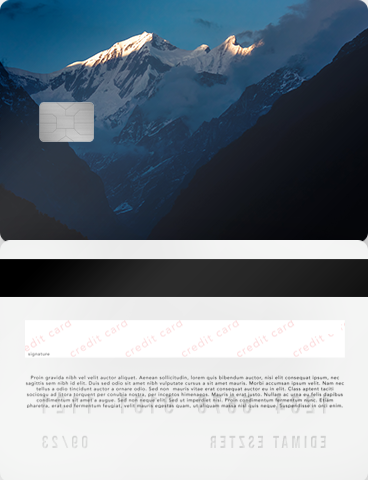 credit card credit card credit card credit card
signature
Proin gravida nibh vel velit auctor aliquet. Aenean sollicitudin, lorem quis bibendum auctor, nisi elit consequat ipsum, nec
sagittis sem nibh id elit. Duis sed odio sit amet nibh vulputate cursus a sit amet mauris. Morbi accumsan ipsum velit. Nam nec
tellus a odio tincidunt auctor a ornare odio. Sed non mauris vitae erat consequat auctor eu in elit. Class aptent taciti
sociosqu ad litora torquent per conubia nostra, per inceptos himenaeos. Mauris in erat justo. Nullam ac urna eu felis dapibus
condimentum sit amet a augue. Sed non neque elit. Sed ut imperdiet nisi. Proin condimentum fermentum nunc. Etiam
pharetra, erat sed fermentum feugiat, velit mauris egestas quam, ut aliquam massa nisl quis neque. Suspendisse in orci enim.
EDIMAT ESZTER 09/23